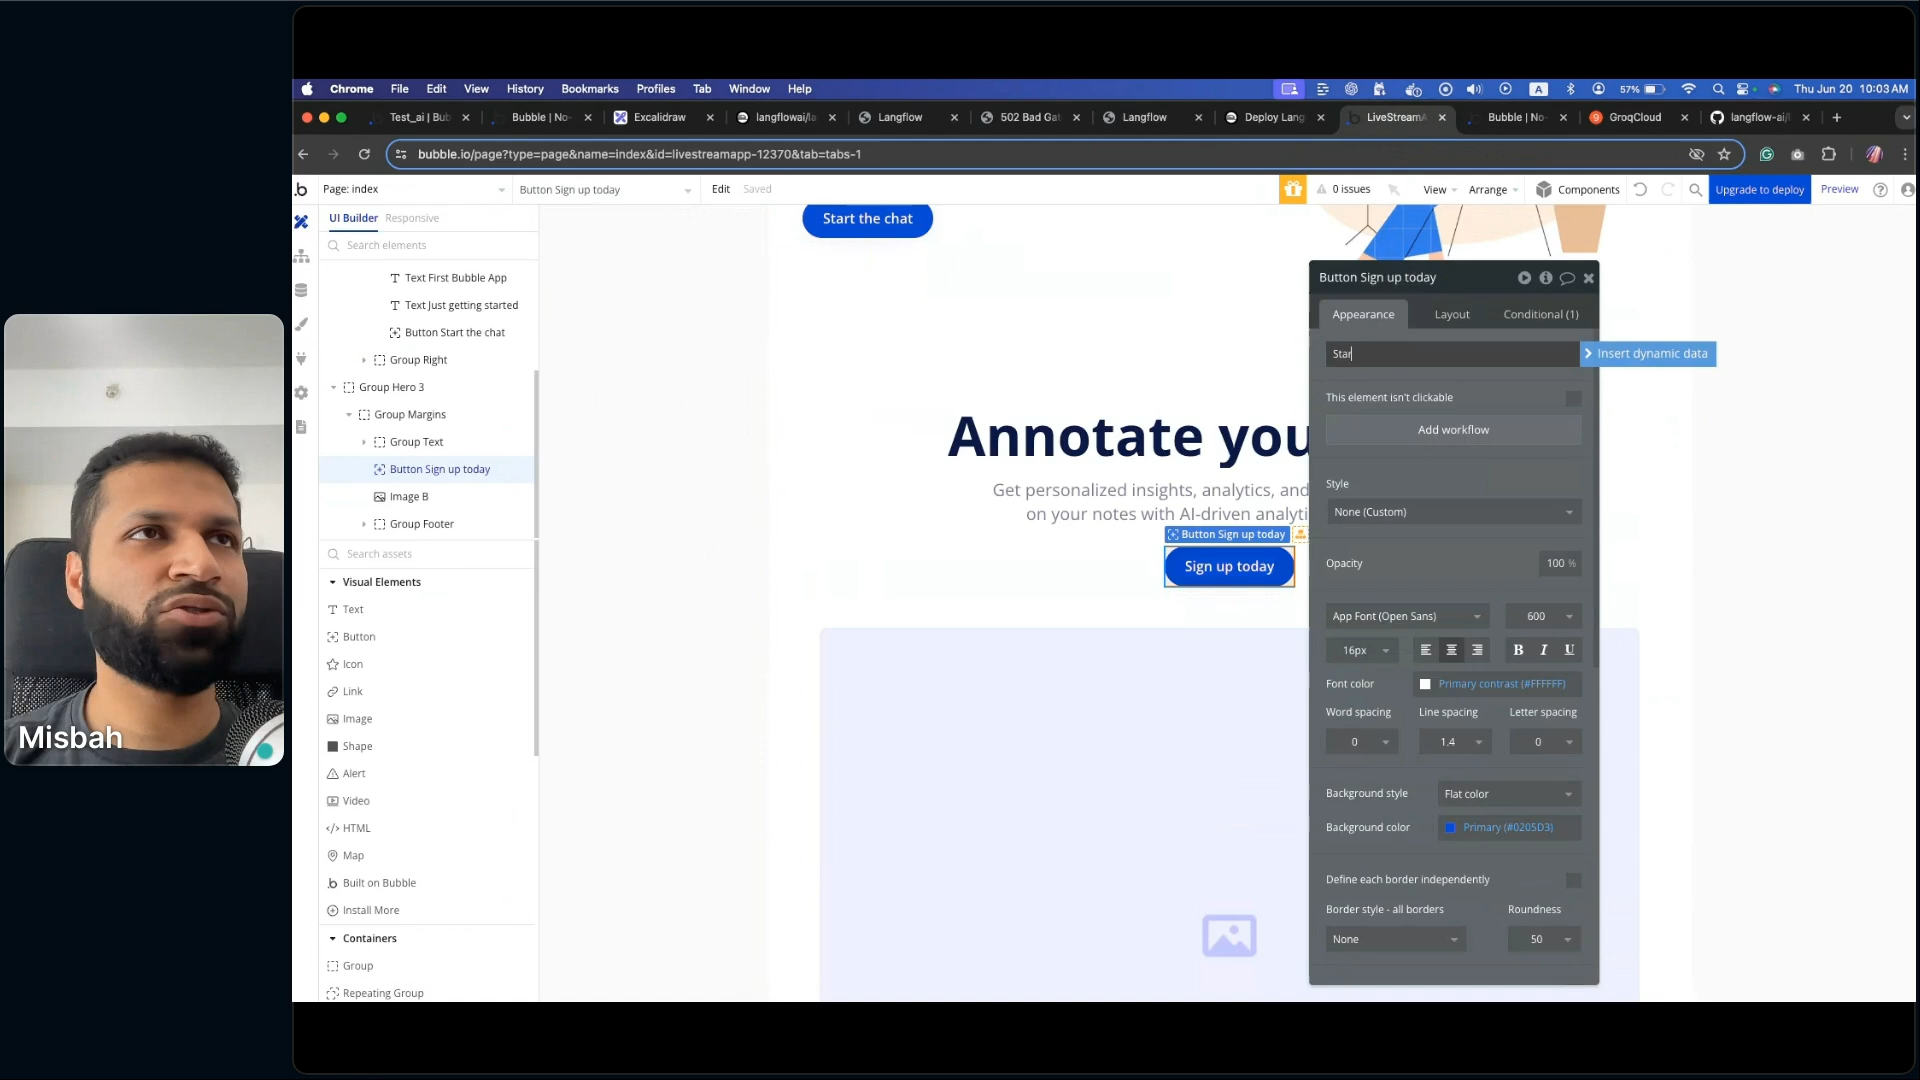 Chrome File Edit View History Bookmarks Profiles Tab Window Help
A 57% Thu Jun 20 10:03 AM
Test_ai | Bub
Bubble | No-
Excalidraw
langflowai/la
Langflow
502 Bad Gat
Langflow
Deploy Lang
LiveStreamA
Bubble | No-
GroqCloud
langflow-ai/l
bubble.io/page?type=page&name=index&id=livestreamapp-12370&tab=tabs-1
Page: index
Button Sign up today
Edit Saved
0 issues
View
Arrange
Components
Upgrade to deploy
Preview
UI Builder
Responsive
Search elements
Text First Bubble App
Text Just getting started
Button Start the chat
Group Right
Group Hero 3
Group Margins
Group Text
Button Sign up today
Image B
Group Footer
Search assets
Visual Elements
Text
Button
Icon
Link
Image
Shape
Alert
Video
HTML
Map
Built on Bubble
Install More
Containers
Group
Repeating Group
Start the chat
Annotate you
Get personalized insights, analytics, and
on your notes with AI-driven analyti
Button Sign up today
Sign up today
Button Sign up today
Appearance
Layout
Conditional (1)
Star
Insert dynamic data
This element isn't clickable
Add workflow
Style
None (Custom)
Opacity
100 %
App Font (Open Sans)
600
16px
B I U
Font color
Primary contrast (#FFFFFF)
Word spacing Line spacing Letter spacing
0 1.4 0
Background style
Flat color
Background color
Primary (#0205D3)
Define each border independently
Border style - all borders
Roundness
None
50
Misbah